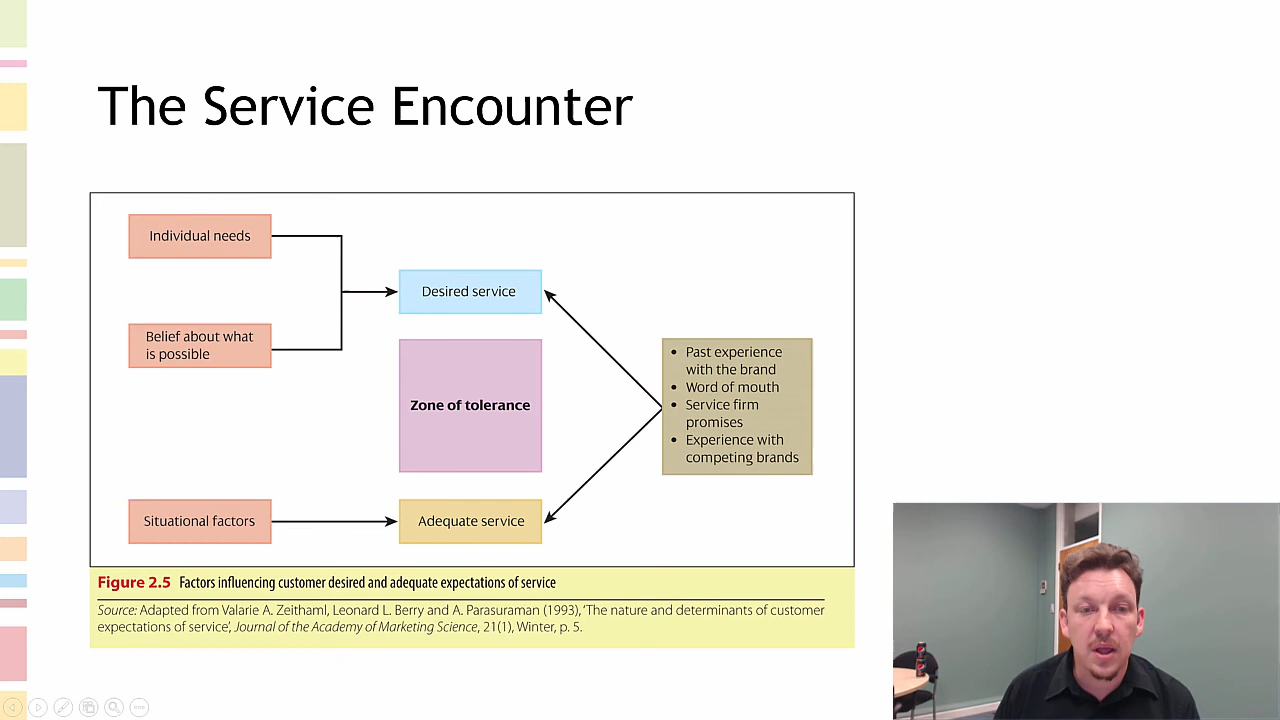 The Service Encounter
Individual needs
Belief about what
is possible
Situational factors
Desired service
Zone of tolerance
Adequate service
• Past experience
with the brand
• Word of mouth
• Service firm
promises
• Experience with
competing brands
Figure 2.5 Factors influencing customer desired and adequate expectations of service
Source: Adapted from Valarie A. Zeithaml, Leonard L. Berry and A. Parasuraman (1993), ‘The nature and determinants of customer
expectations of service’, Journal of the Academy of Marketing Science, 21(1), Winter, p. 5.